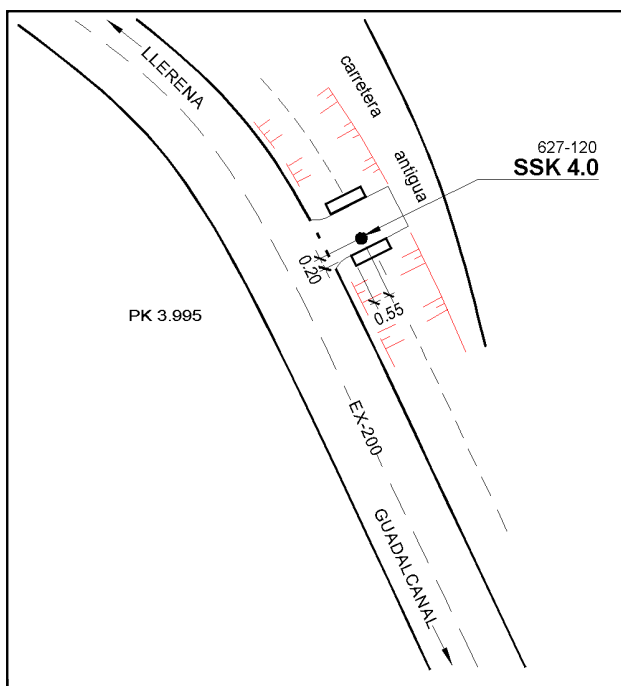 LLERENA
carretera
antigua
627-120
SSK 4.0
0.20
0.55
PK 3.995
EX-200
GUADALCANAL